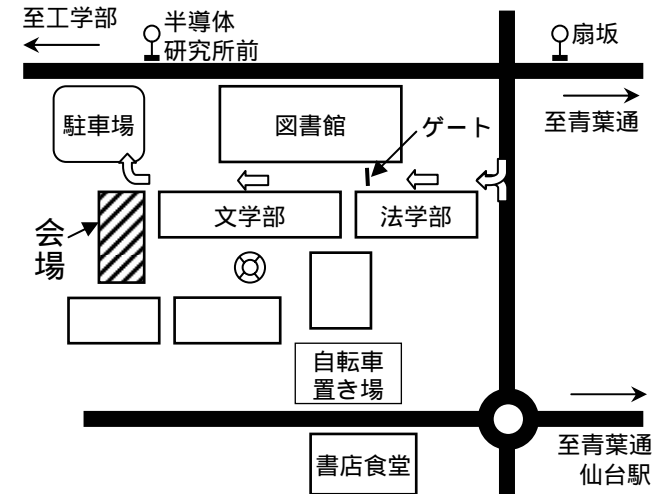 至工学部
半導体
研究所前
扇坂
駐車場
図書館
ゲート
至青葉通
会
場
文学部
法学部
自転車
置き場
至青葉通
仙台駅
書店食堂